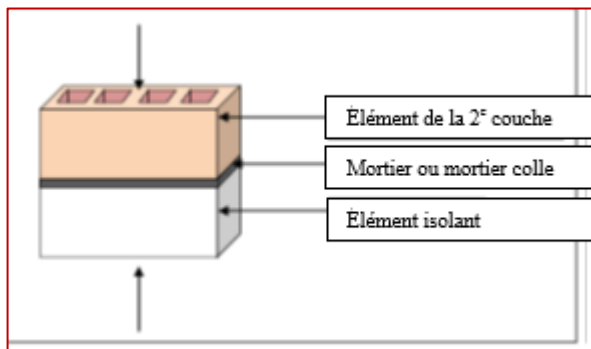 Élément de la 2e couche
Mortier ou mortier colle
Élément isolant